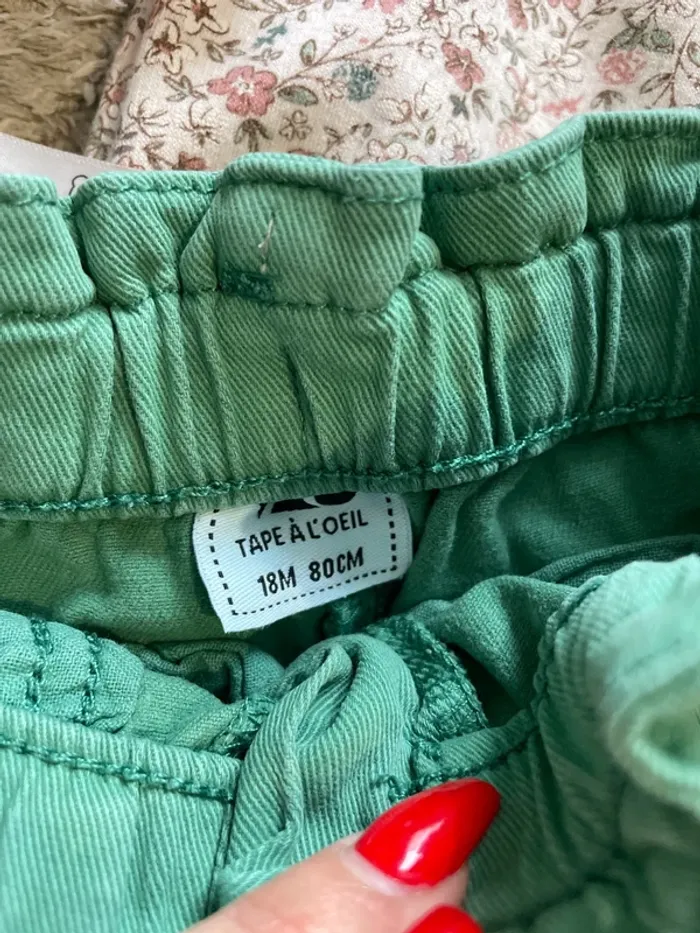 TAPE À L'OEIL
18M 80CM